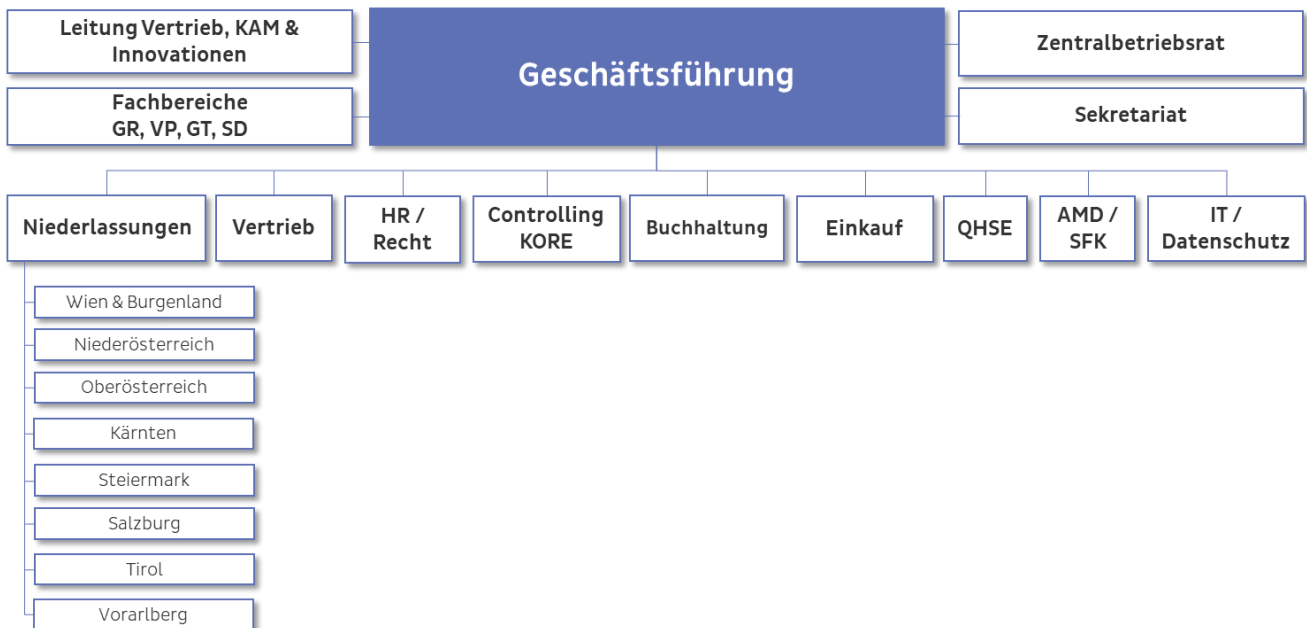 Leitung Vertrieb, KAM &
Innovationen
Fachbereiche
GR, VP, GT, SD
Geschäftsführung
Zentralbetriebsrat
Sekretariat
Niederlassungen
Vertrieb
HR /
Recht
Controlling
KORE
Buchhaltung
Einkauf
QHSE
AMD /
SFK
IT /
Datenschutz
Wien & Burgenland
Niederösterreich
Oberösterreich
Kärnten
Steiermark
Salzburg
Tirol
Vorarlberg